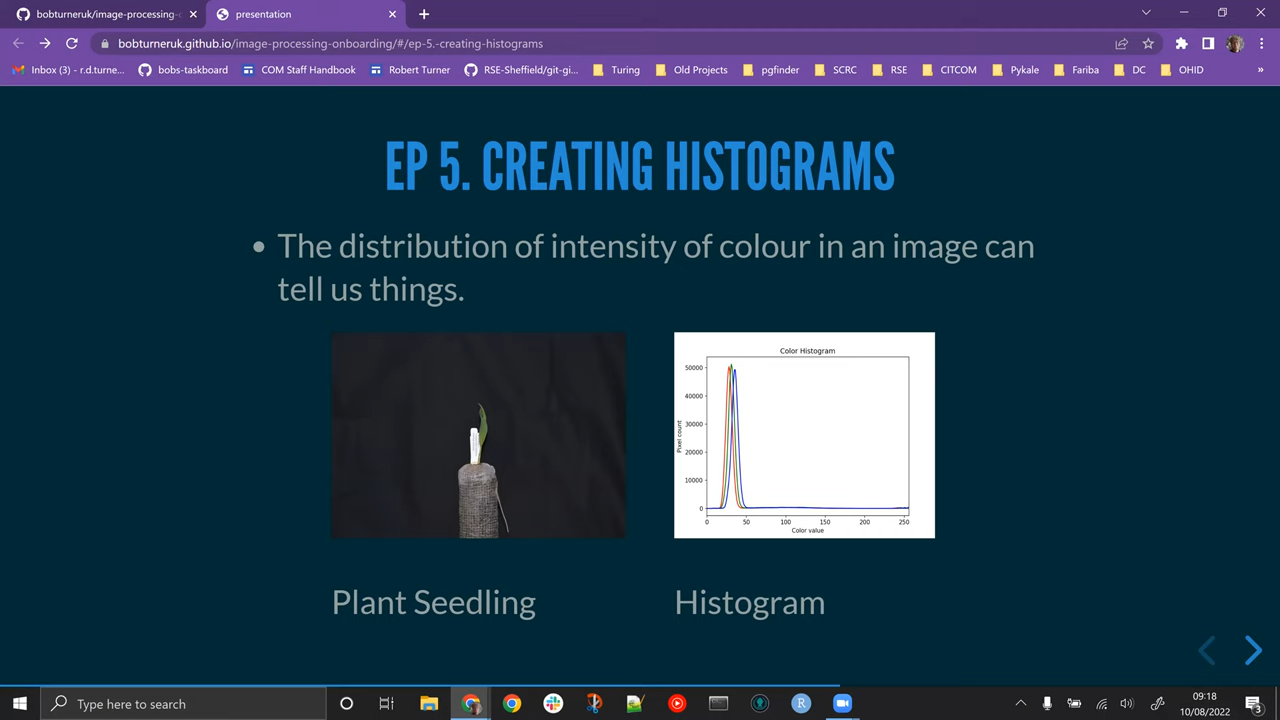 bobturneruk/image-processing-
presentation
bobturneruk.github.io/image-processing-onboarding/#/ep-5.-creating-histograms
Inbox (3) - r.d.turne...
bobs-taskboard
COM Staff Handbook
Robert Turner
RSE-Sheffield/git-gi...
Turing
Old Projects
pgfinder
SCRC
RSE
CITCOM
Pykale
Fariba
DC
OHID
»
EP 5. CREATING HISTOGRAMS
• The distribution of intensity of colour in an image can
tell us things.
Color Histogram
Pixel count
50000
40000
30000
20000
10000
0
0 50 100 150 200 250
Color value
Plant Seedling
Histogram
Type here to search
09:18
10/08/2022
3